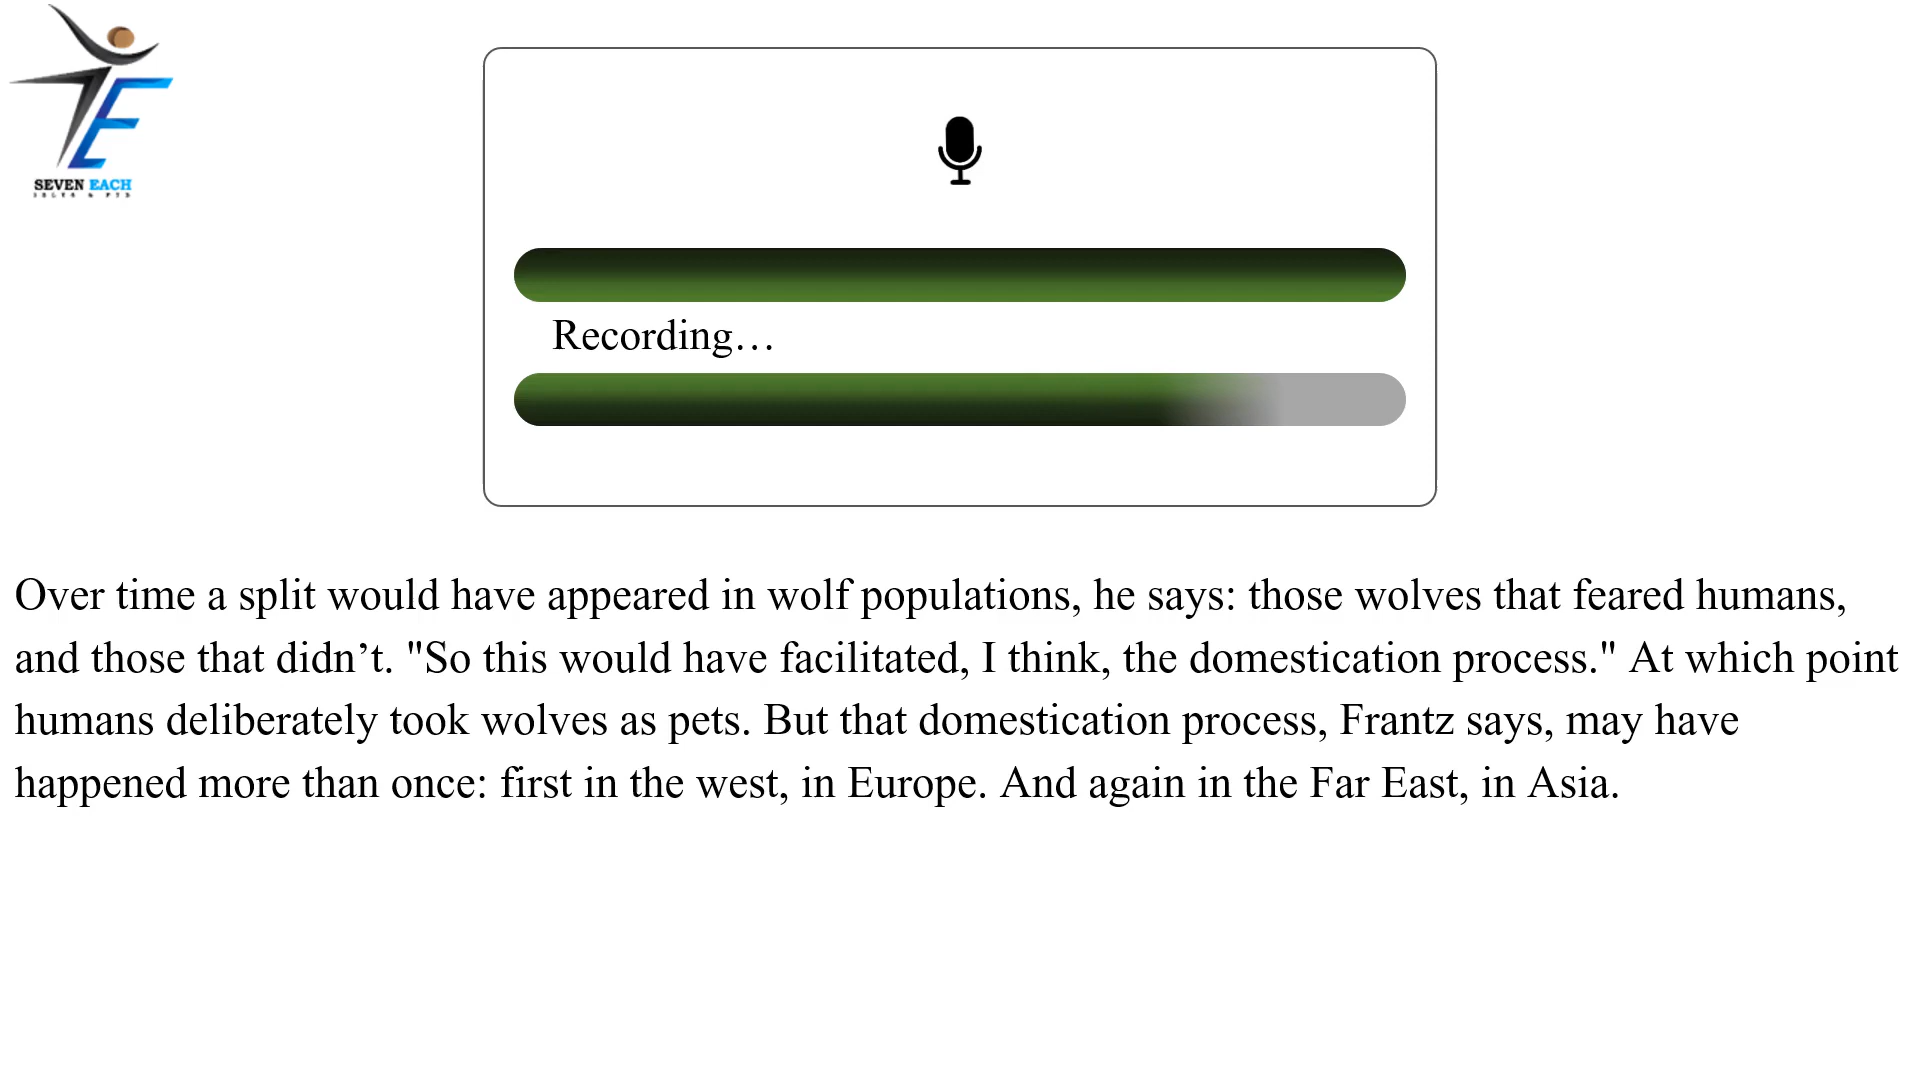 SEVEN EACH
IELTS & PTE
Recording…
Over time a split would have appeared in wolf populations, he says: those wolves that feared humans,
and those that didn’t. "So this would have facilitated, I think, the domestication process." At which point
humans deliberately took wolves as pets. But that domestication process, Frantz says, may have
happened more than once: first in the west, in Europe. And again in the Far East, in Asia.